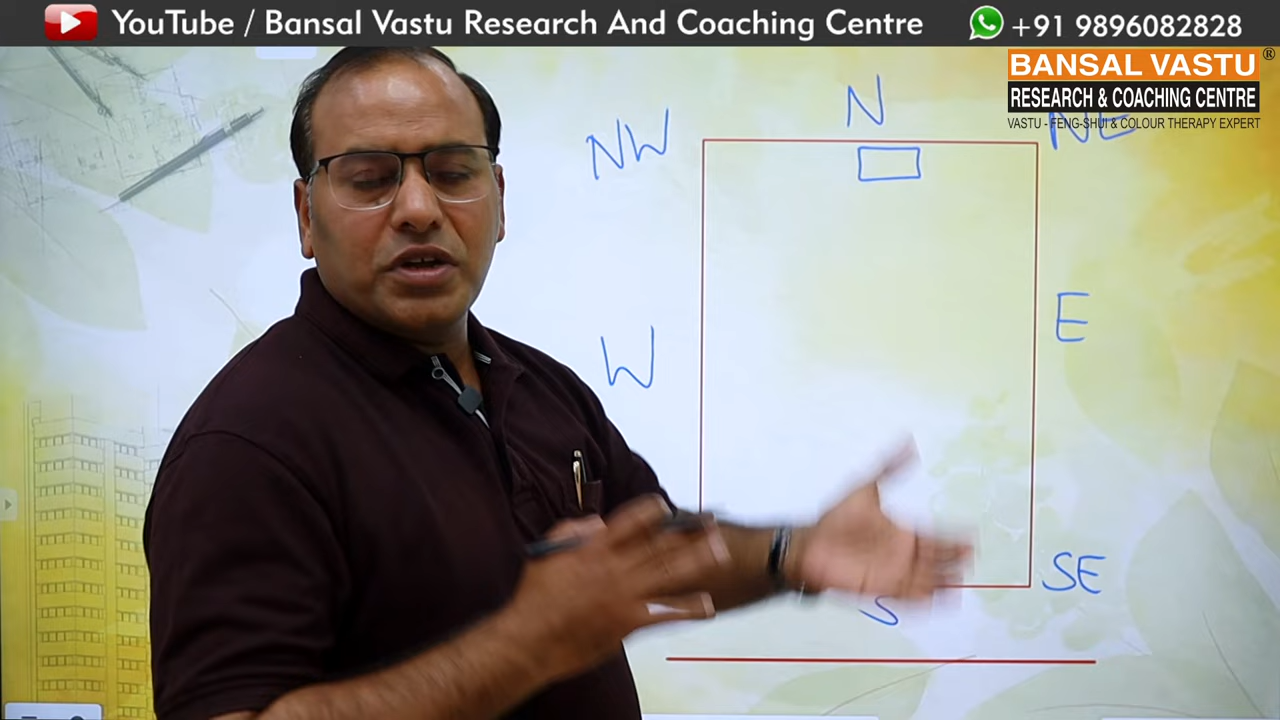 YouTube / Bansal Vastu Research And Coaching Centre +91 9896082828
BANSAL VASTU®
RESEARCH & COACHING CENTRE
VASTU - FENG-SHUI & COLOUR THERAPY EXPERT
N
NW
NE
E
W
SE
S